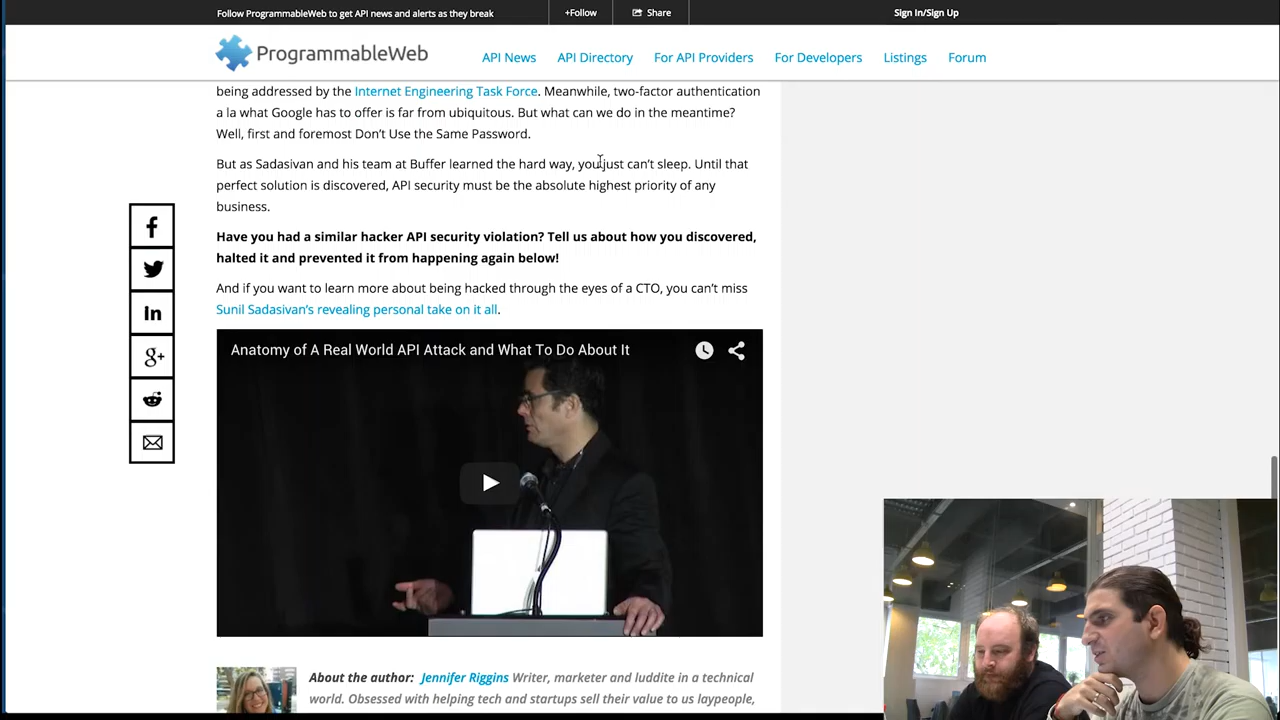 Follow ProgrammableWeb to get API news and alerts as they break
+Follow
Share
Sign In/Sign Up
ProgrammableWeb
API News
API Directory
For API Providers
For Developers
Listings
Forum
being addressed by the Internet Engineering Task Force. Meanwhile, two-factor authentication
a la what Google has to offer is far from ubiquitous. But what can we do in the meantime?
Well, first and foremost Don't Use the Same Password.
But as Sadasivan and his team at Buffer learned the hard way, you just can't sleep. Until that
perfect solution is discovered, API security must be the absolute highest priority of any
business.
Have you had a similar hacker API security violation? Tell us about how you discovered,
halted it and prevented it from happening again below!
And if you want to learn more about being hacked through the eyes of a CTO, you can't miss
Sunil Sadasivan's revealing personal take on it all.
f
in
g+
Anatomy of A Real World API Attack and What To Do About It
About the author: Jennifer Riggins Writer, marketer and luddite in a technical
world. Obsessed with helping tech and startups sell their value to us laypeople,